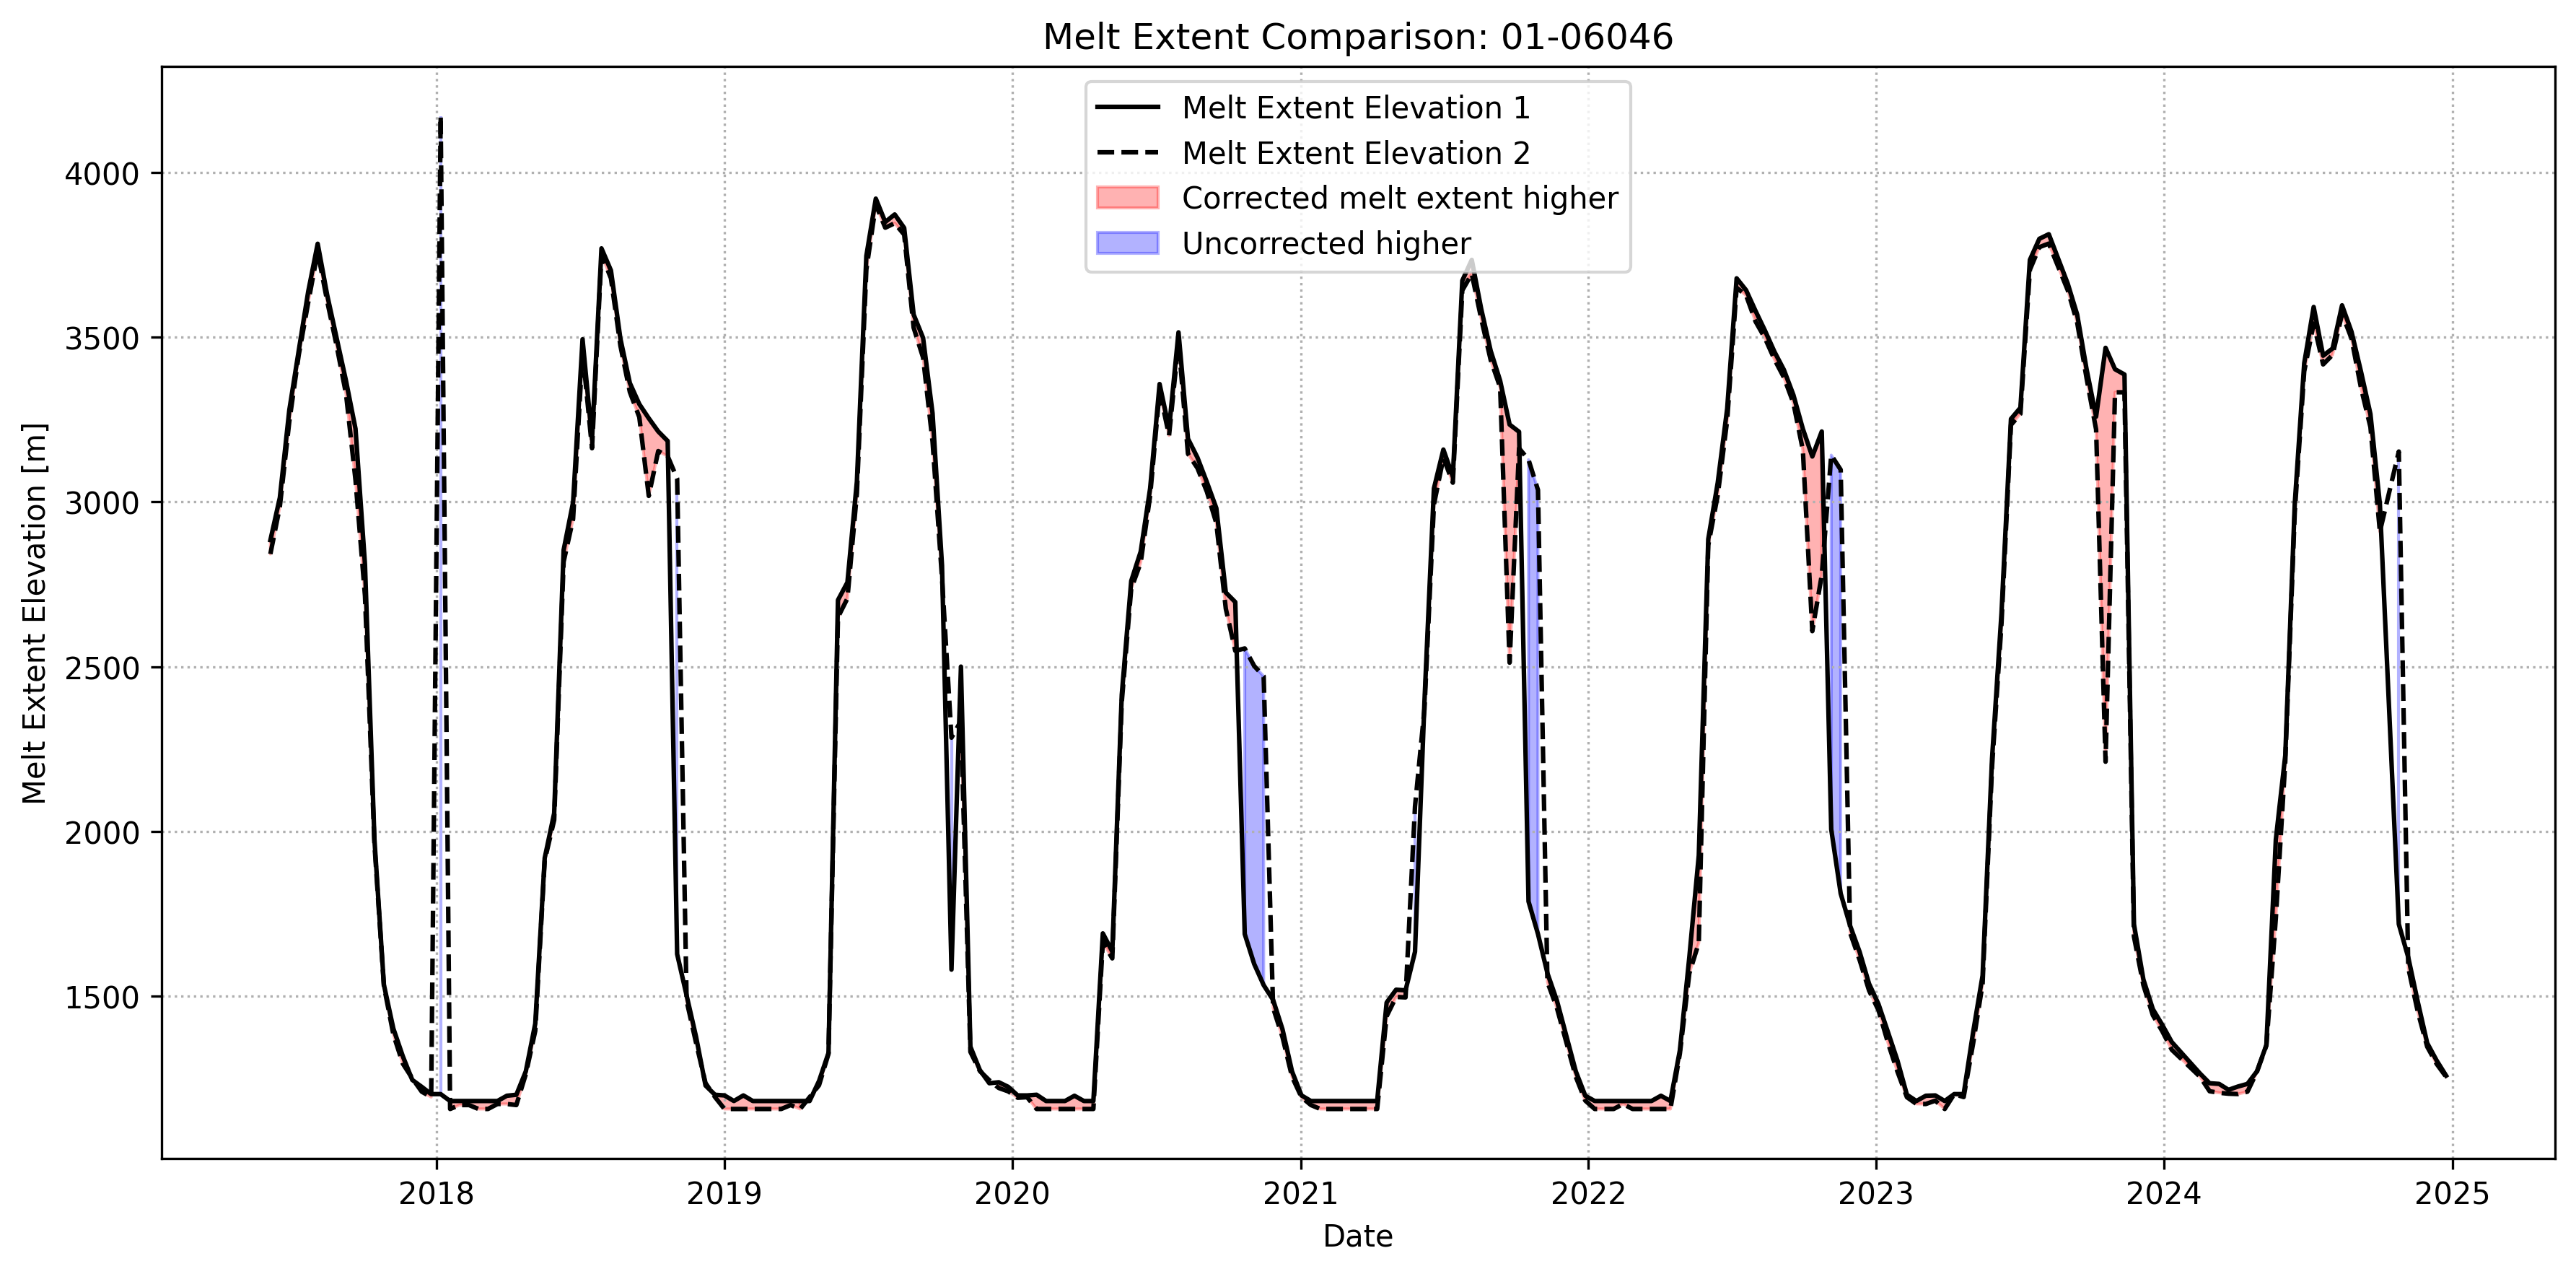 Melt Extent Comparison: 01-06046
Melt Extent Elevation 1
Melt Extent Elevation 2
Corrected melt extent higher
Uncorrected higher
Melt Extent Elevation [m]
4000
3500
3000
2500
2000
1500
2018 2019 2020 2021 2022 2023 2024 2025
Date